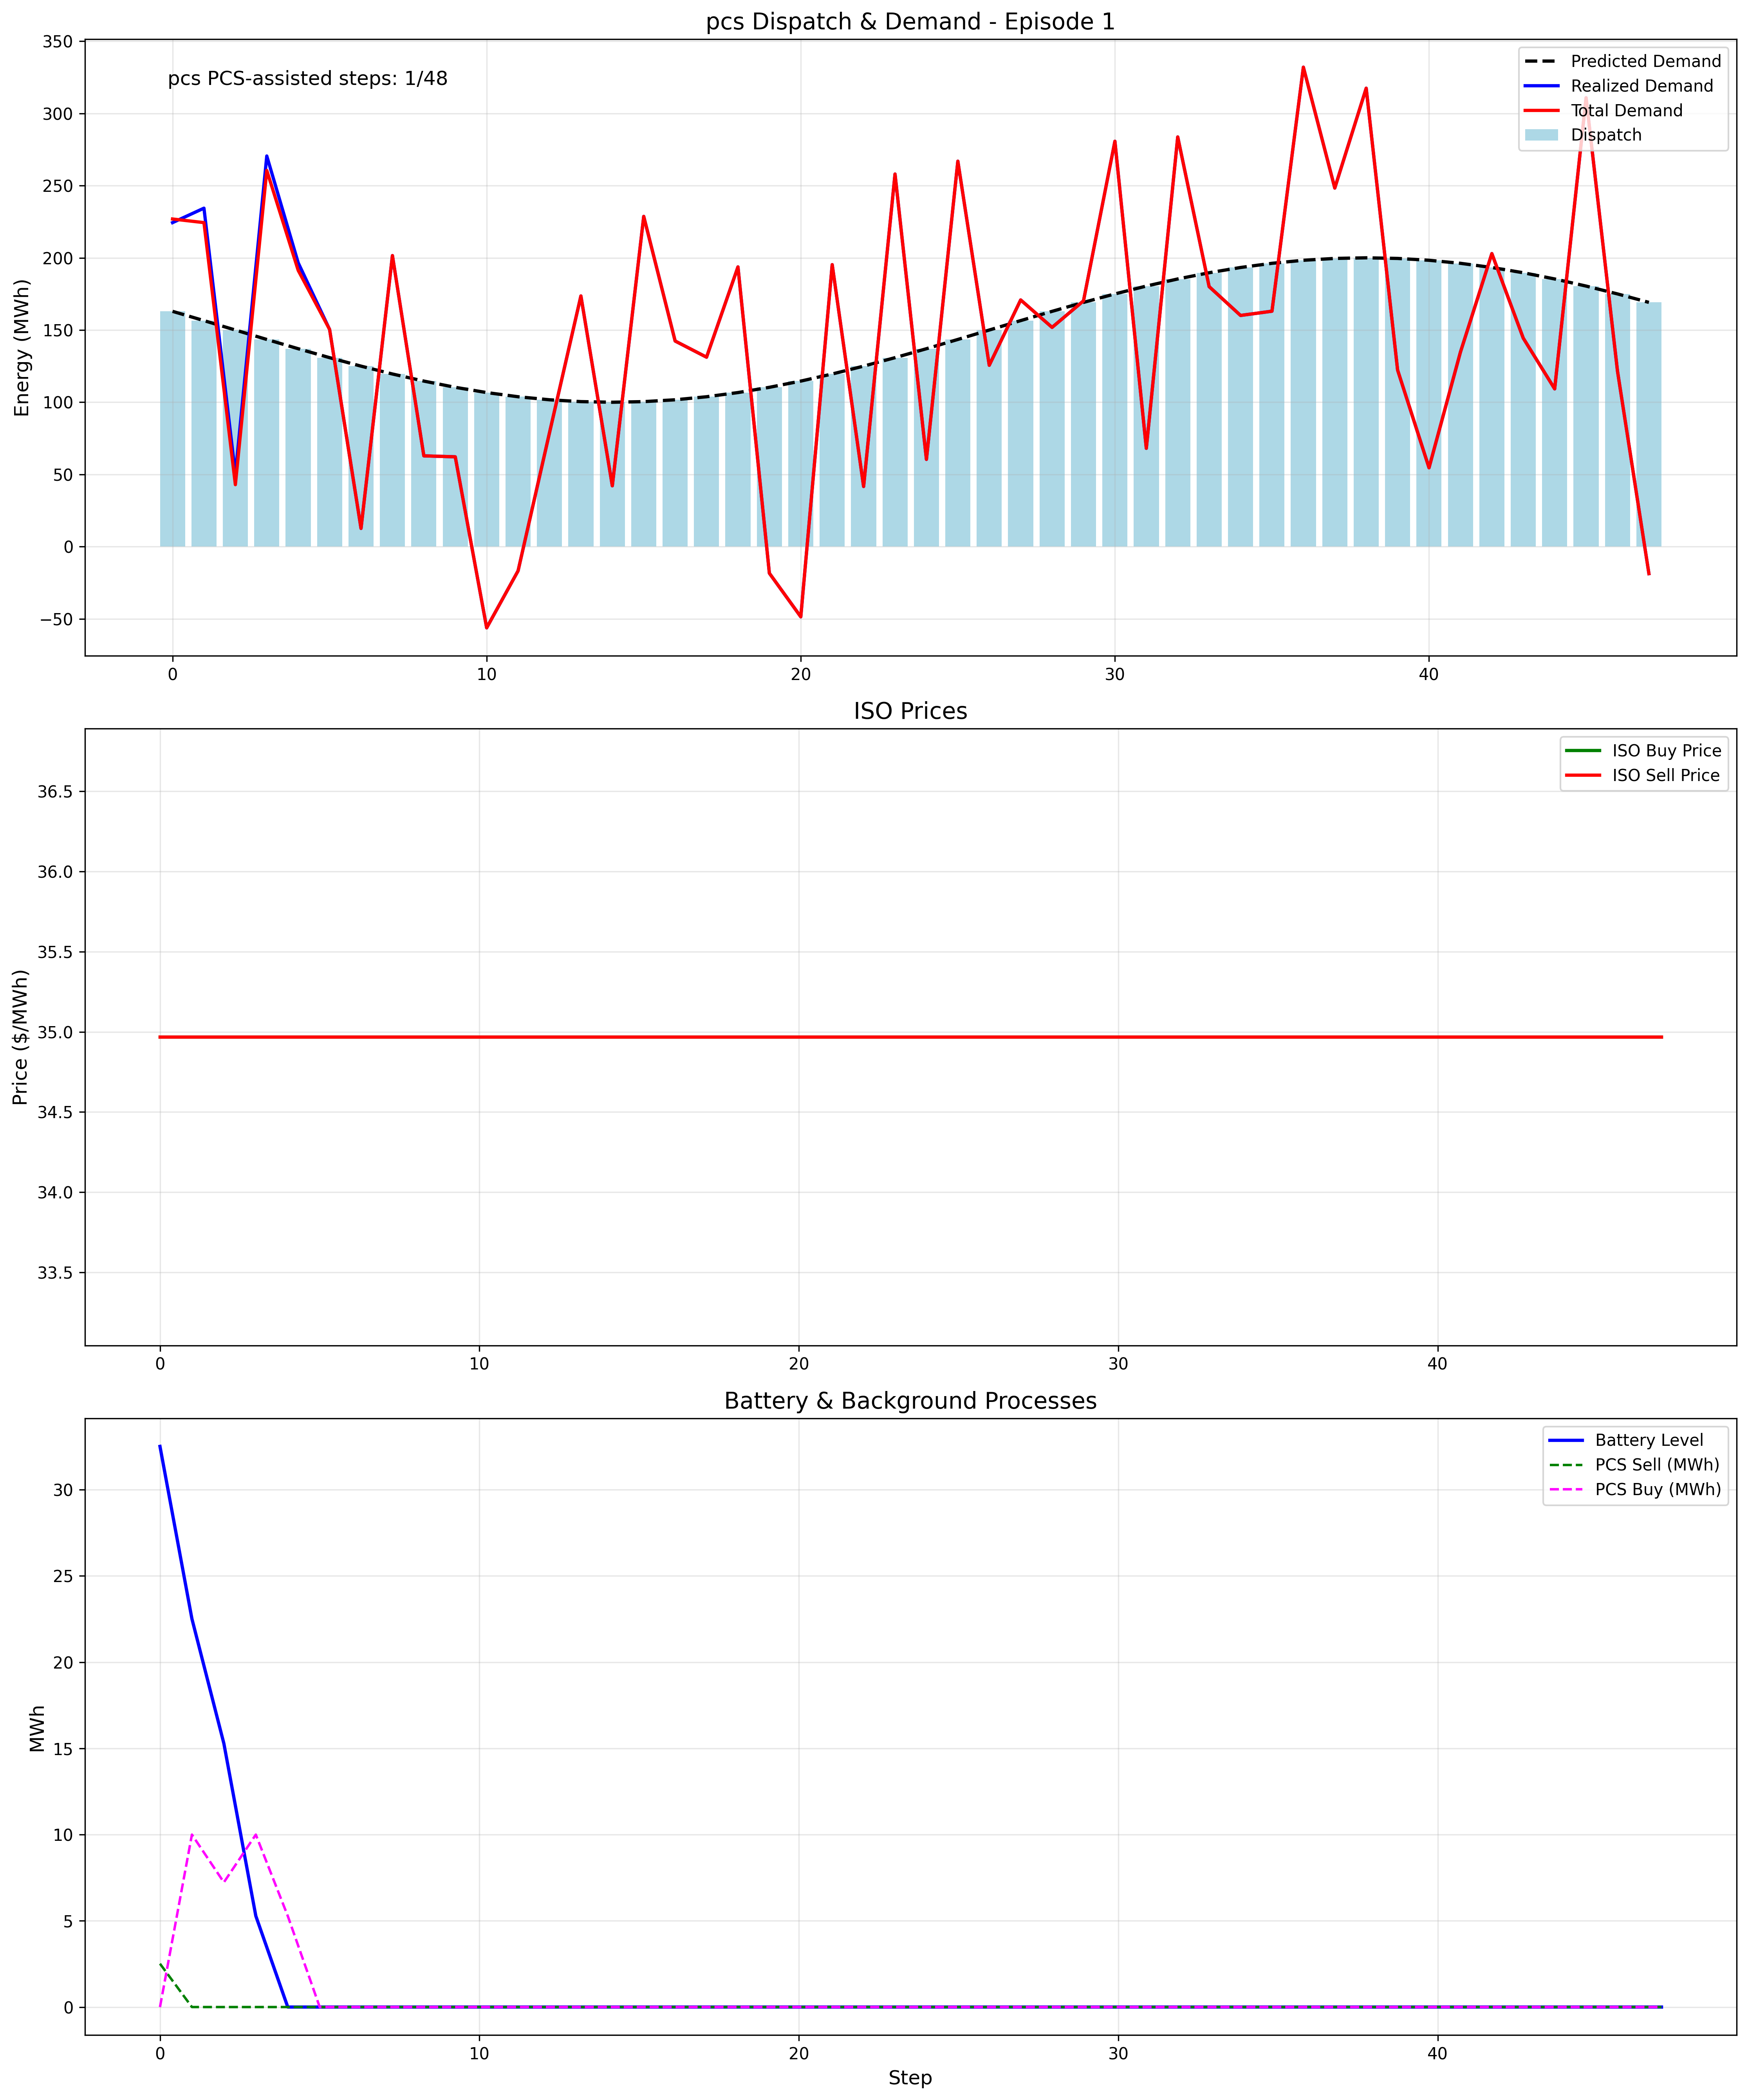 pcs Dispatch & Demand - Episode 1
pcs PCS-assisted steps: 1/48
Predicted Demand
Realized Demand
Total Demand
Dispatch
Energy (MWh)
350
300
250
200
150
100
50
0
−50
0
10
20
30
40
ISO Prices
ISO Buy Price
ISO Sell Price
Price ($/MWh)
36.5
36.0
35.5
35.0
34.5
34.0
33.5
0
10
20
30
40
Battery & Background Processes
Battery Level
PCS Sell (MWh)
PCS Buy (MWh)
MWh
30
25
20
15
10
5
0
0
10
20
30
40
Step